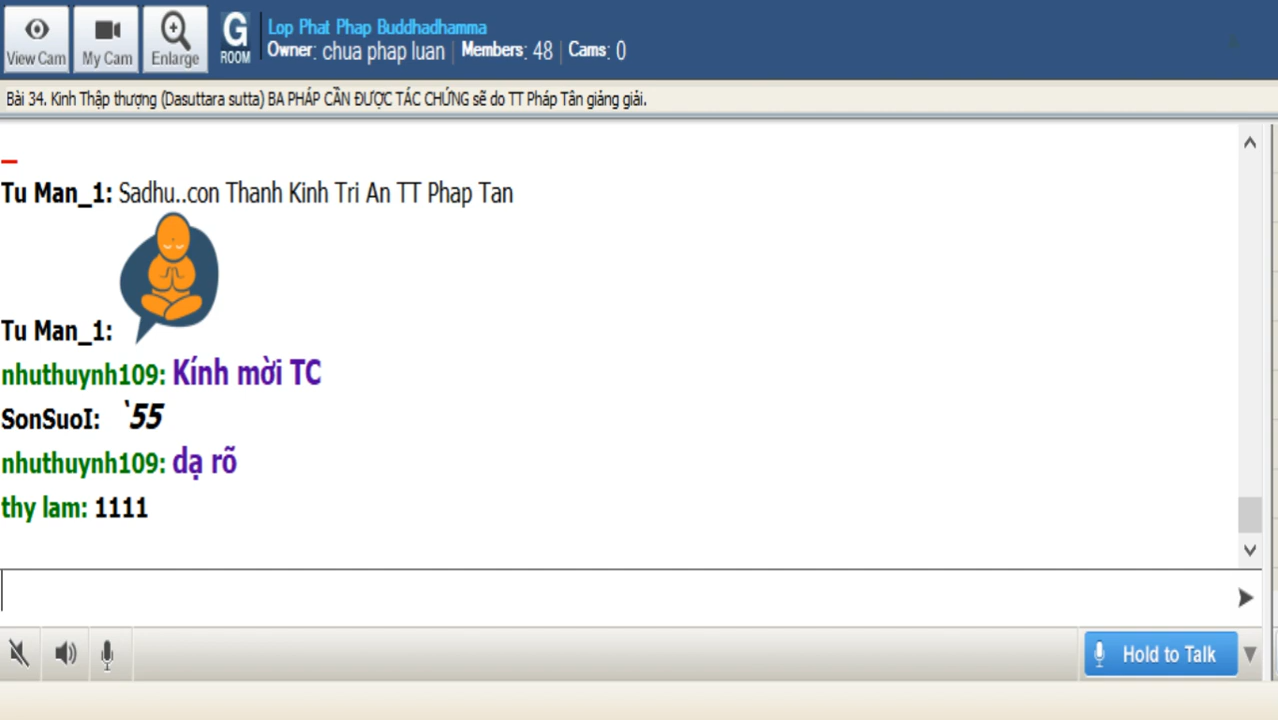 View Cam
My Cam
Enlarge
G
ROOM
Lop Phat Phap Buddhadhamma
Owner: chua phap luan | Members: 48 | Cams: 0
Bài 34. Kinh Thập thượng (Dasuttara sutta) BA PHÁP CẦN ĐƯỢC TÁC CHỨNG sẽ do TT Pháp Tân giảng giải.
Tu Man_1: Sadhu..con Thanh Kinh Tri An TT Phap Tan
Tu Man_1:
nhuthuynh109: Kính mời TC
SonSuoI: `55
nhuthuynh109: dạ rõ
thy lam: 1111
Hold to Talk